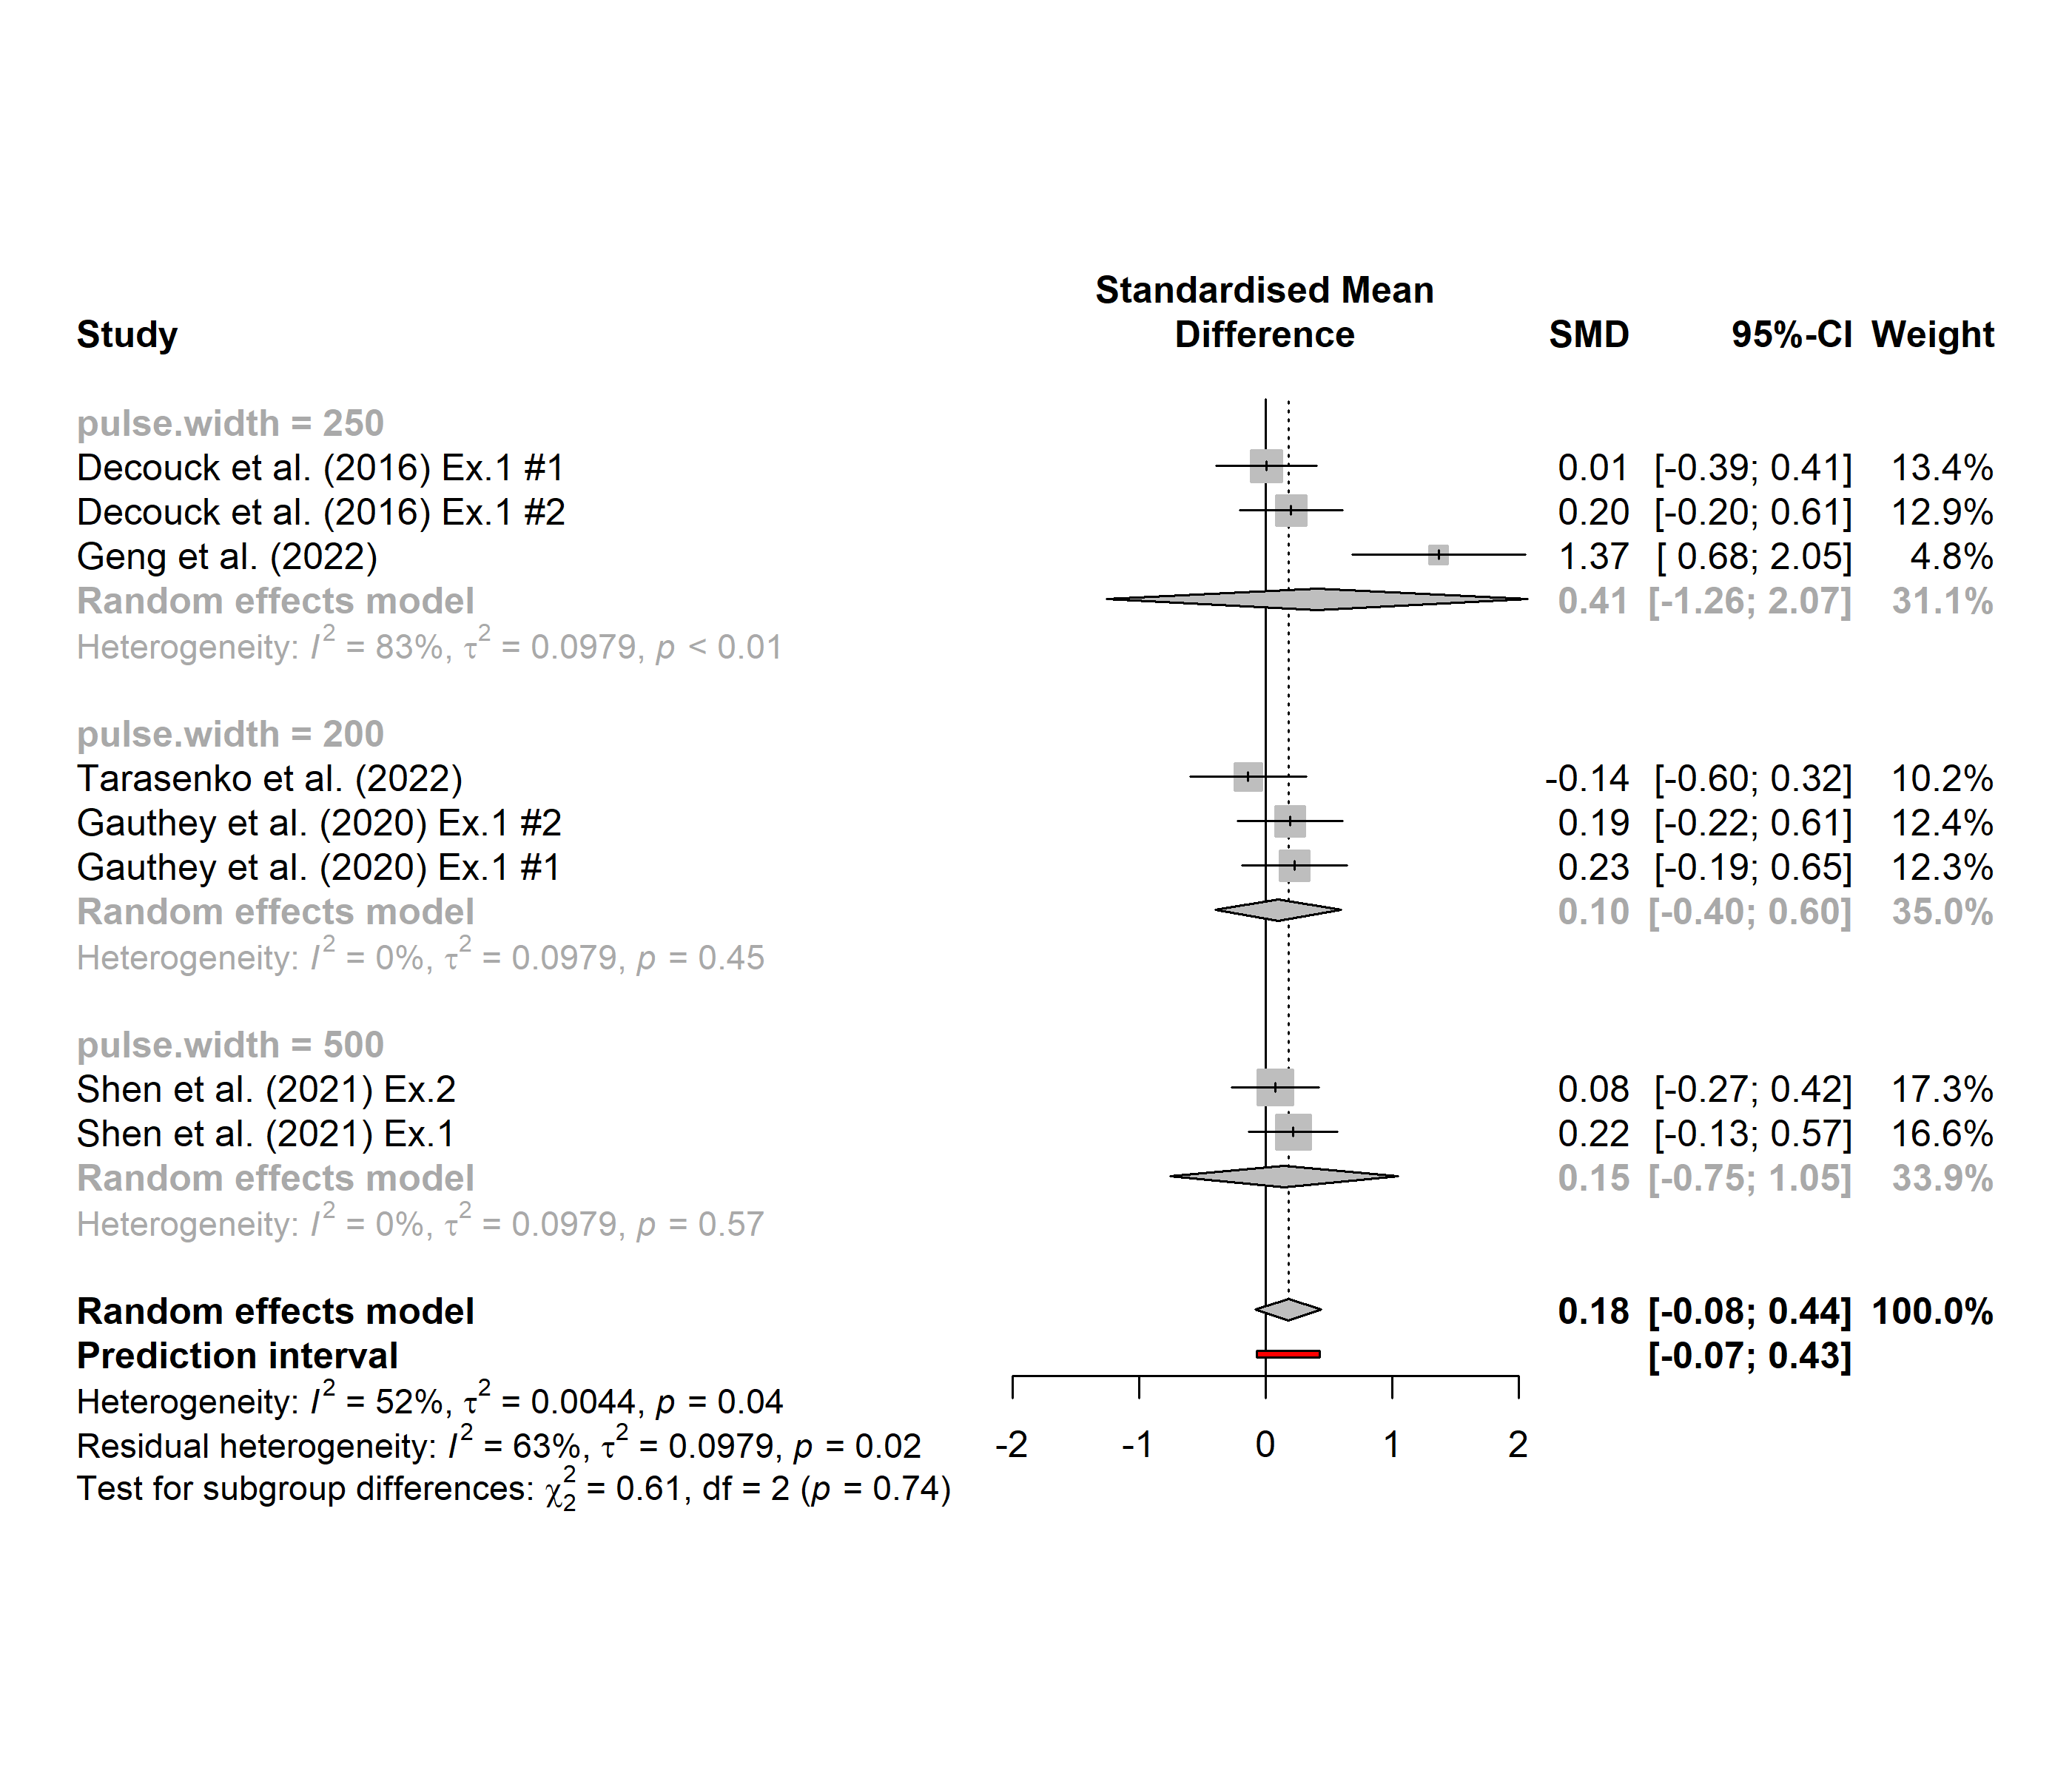 Standardised Mean
Study Difference SMD 95%-CI Weight
pulse.width = 250
Decouck et al. (2016) Ex.1 #1 0.01 [-0.39; 0.41] 13.4%
Decouck et al. (2016) Ex.1 #2 0.20 [-0.20; 0.61] 12.9%
Geng et al. (2022) 1.37 [ 0.68; 2.05] 4.8%
Random effects model 0.41 [-1.26; 2.07] 31.1%
Heterogeneity: I² = 83%, τ² = 0.0979, p < 0.01
pulse.width = 200
Tarasenko et al. (2022) -0.14 [-0.60; 0.32] 10.2%
Gauthey et al. (2020) Ex.1 #2 0.19 [-0.22; 0.61] 12.4%
Gauthey et al. (2020) Ex.1 #1 0.23 [-0.19; 0.65] 12.3%
Random effects model 0.10 [-0.40; 0.60] 35.0%
Heterogeneity: I² = 0%, τ² = 0.0979, p = 0.45
pulse.width = 500
Shen et al. (2021) Ex.2 0.08 [-0.27; 0.42] 17.3%
Shen et al. (2021) Ex.1 0.22 [-0.13; 0.57] 16.6%
Random effects model 0.15 [-0.75; 1.05] 33.9%
Heterogeneity: I² = 0%, τ² = 0.0979, p = 0.57
Random effects model 0.18 [-0.08; 0.44] 100.0%
Prediction interval [-0.07; 0.43]
Heterogeneity: I² = 52%, τ² = 0.0044, p = 0.04
Residual heterogeneity: I² = 63%, τ² = 0.0979, p = 0.02
-2 -1 0 1 2
Test for subgroup differences: χ²₂ = 0.61, df = 2 (p = 0.74)